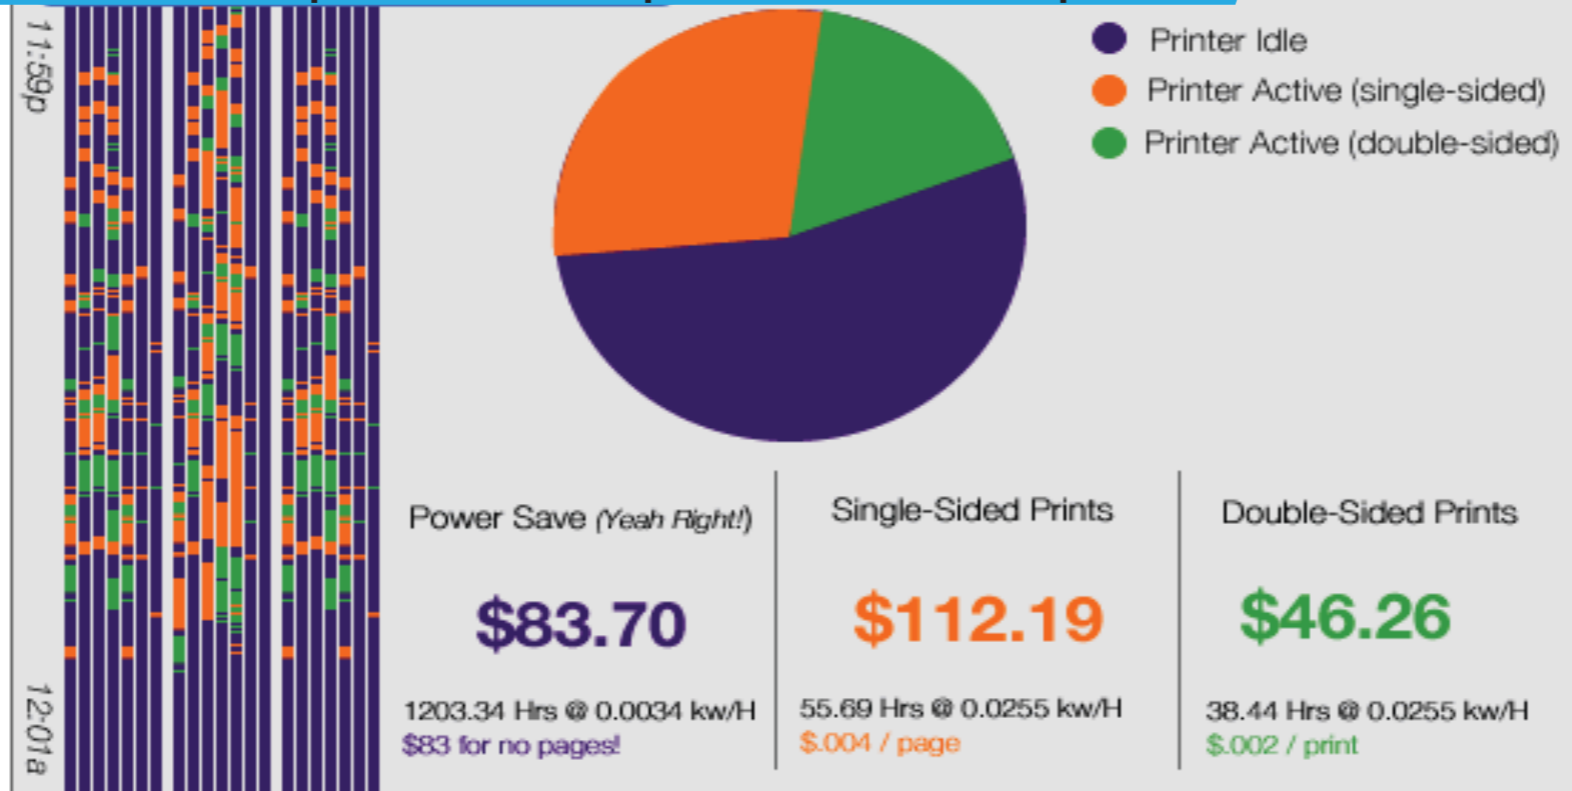 11:59p
Printer Idle
Printer Active (single-sided)
Printer Active (double-sided)
Power Save (Yeah Right!)
$83.70
1203.34 Hrs @ 0.0034 kw/H
$83 for no pages!
Single-Sided Prints
$112.19
55.69 Hrs @ 0.0255 kw/H
$.004 / page
Double-Sided Prints
$46.26
38.44 Hrs @ 0.0255 kw/H
$.002 / print
12:01a